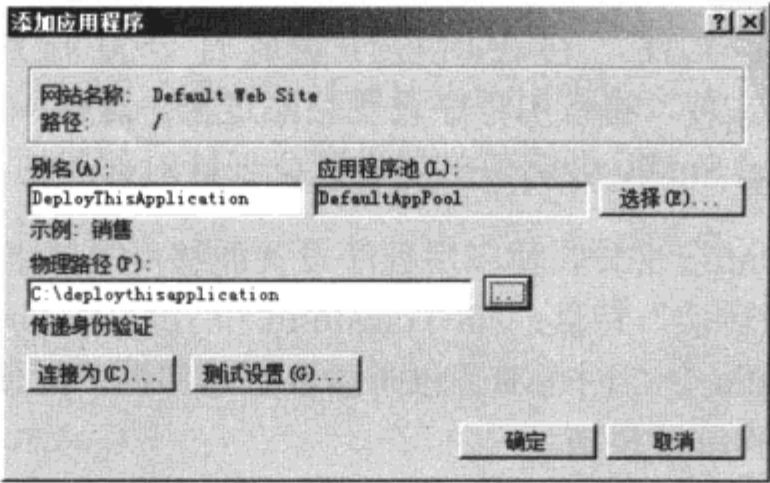 添加应用程序
网站名称: Default Web Site
路径: /
别名(A): 应用程序池(L):
DeployThisApplication DefaultAppPool 选择(E)...
示例: 销售
物理路径(P):
C:\deploythisapplication ...
传递身份验证
连接为(C)... 测试设置(G)...
确定 取消